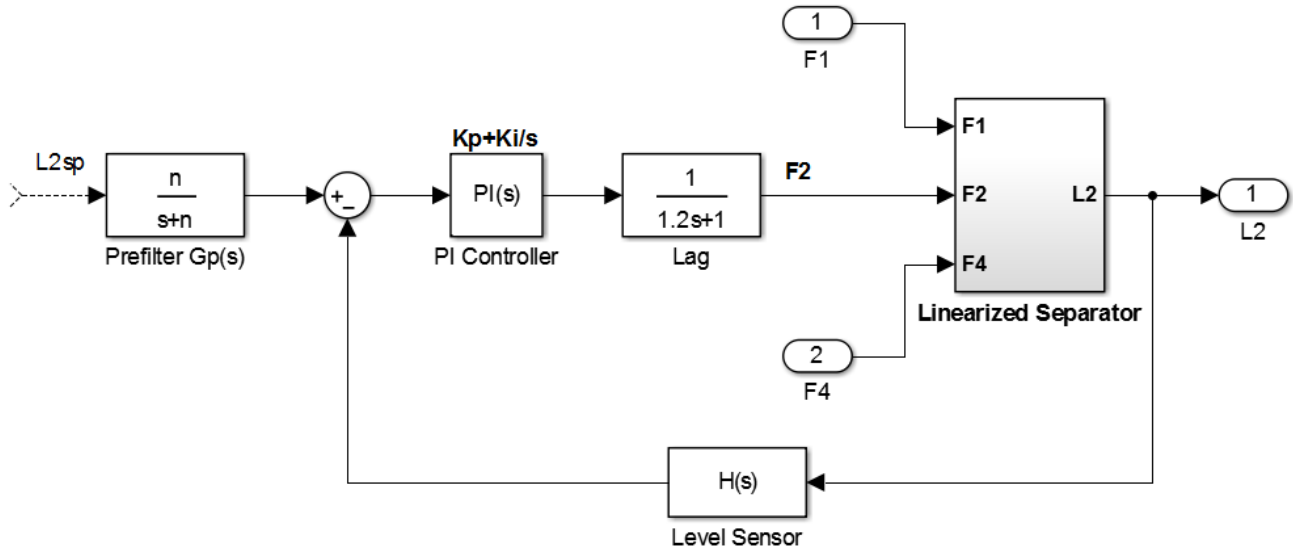 1
F1
L2sp
n
s+n
Prefilter Gp(s)
+
-
Kp+Ki/s
PI(s)
PI Controller
1
1.2s+1
Lag
F2
F1
F2
L2
F4
Linearized Separator
1
L2
2
F4
H(s)
Level Sensor